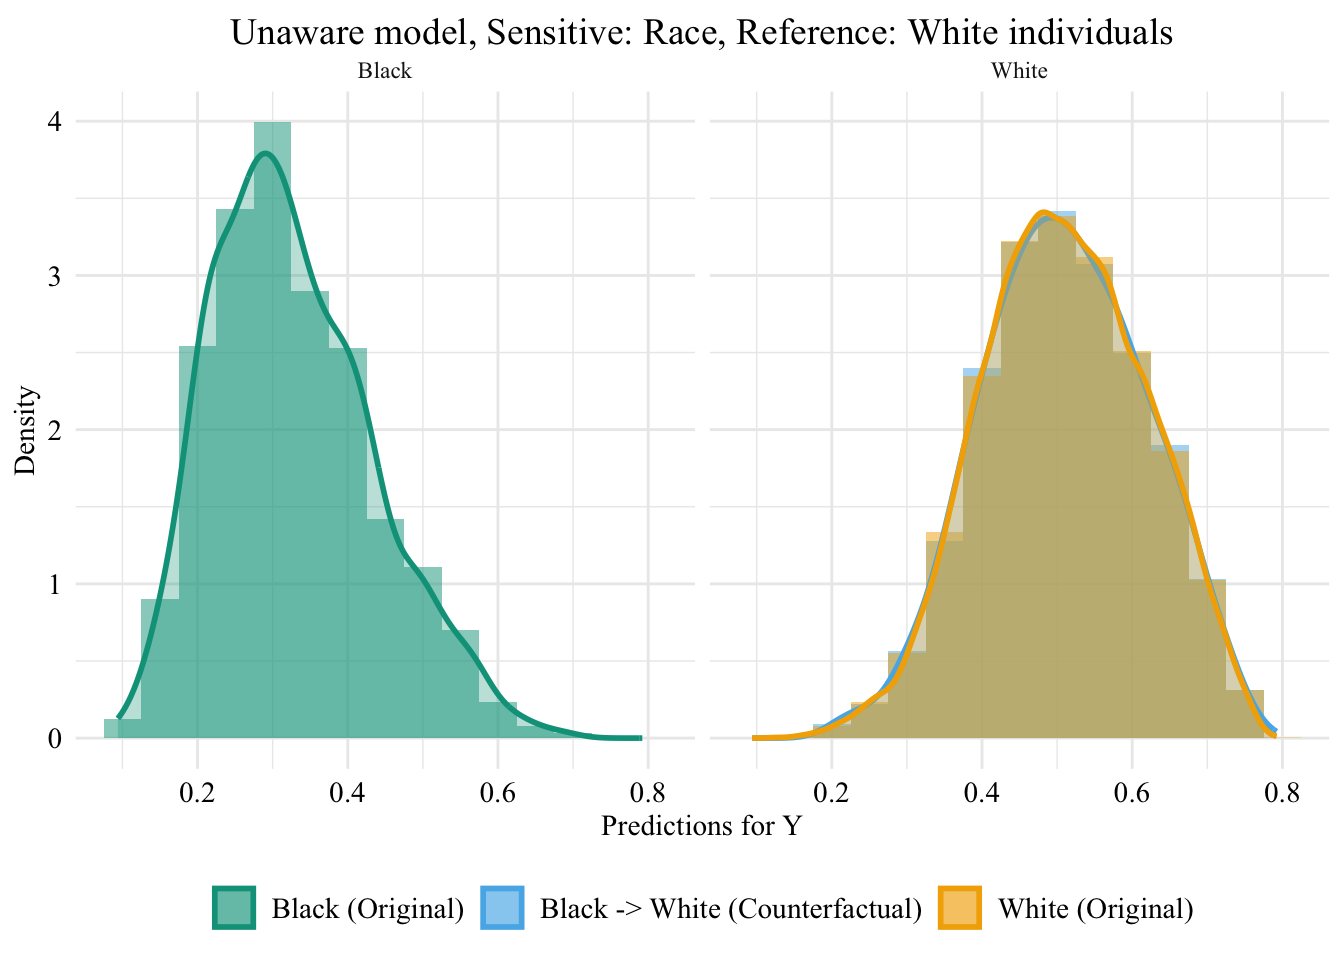 Unaware model, Sensitive: Race, Reference: White individuals
Black
White
4
3
2
1
0
Density
0.2 0.4 0.6 0.8
0.2 0.4 0.6 0.8
Predictions for Y
Black (Original) Black -> White (Counterfactual) White (Original)